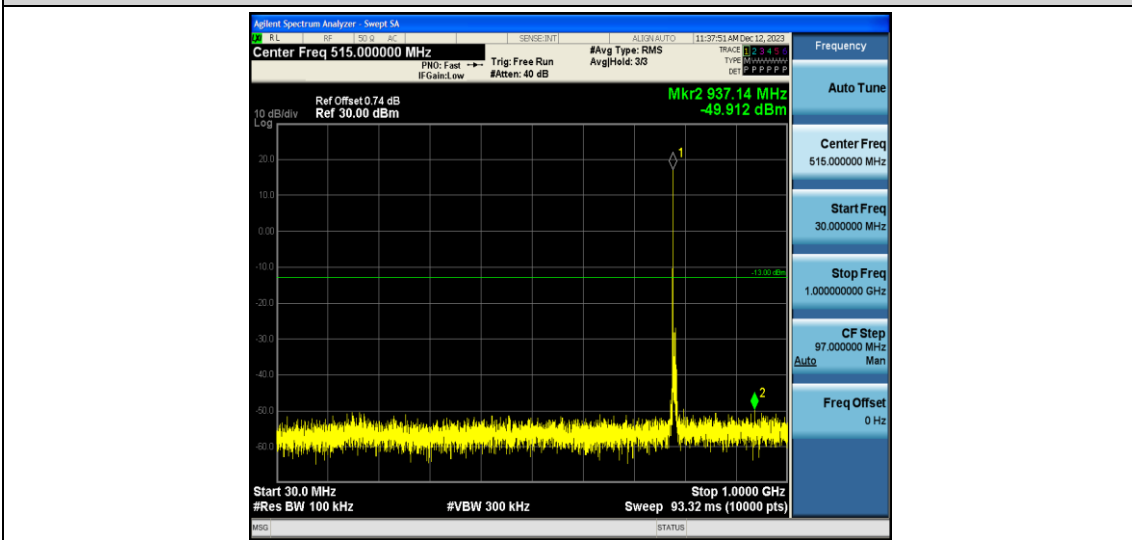 Agilent Spectrum Analyzer - Swept SA
RL RF 50 Ω AC SENSE:INT ALIGN AUTO 11:37:51 AM Dec 12, 2023
Center Freq 515.000000 MHz
PNO: Fast
IFGain:Low
Trig: Free Run
#Atten: 40 dB
#Avg Type: RMS
Avg|Hold: 3/3
TRACE 1 2 3 4 5 6
TYPE M
DET P P P P P P
Frequency
Ref Offset 0.74 dB
10 dB/div Ref 30.00 dBm
Log
Mkr2 937.14 MHz
-49.912 dBm
20.0
10.0
0.00
-10.0
-20.0
-30.0
-40.0
-50.0
-60.0
1
-13.00 dBm
2
Start 30.0 MHz Stop 1.0000 GHz
#Res BW 100 kHz #VBW 300 kHz Sweep 93.32 ms (10000 pts)
Auto Tune
Center Freq
515.000000 MHz
Start Freq
30.000000 MHz
Stop Freq
1.000000000 GHz
CF Step
97.000000 MHz
Auto Man
Freq Offset
0 Hz
MSG STATUS